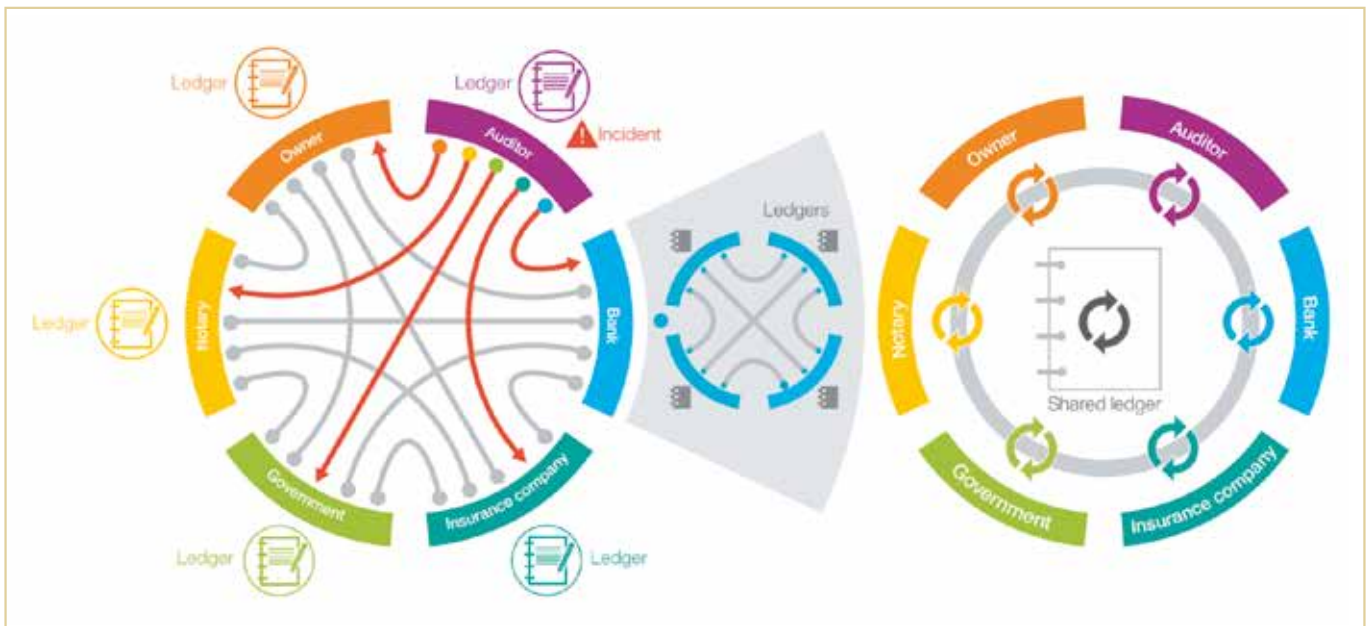 Ledger
Ledger
Incident
Owner
Auditor
Ledger
Notary
Bank
Government
Insurance company
Ledger
Ledger
Ledgers
Owner
Auditor
Notary
Bank
Shared ledger
Government
Insurance company